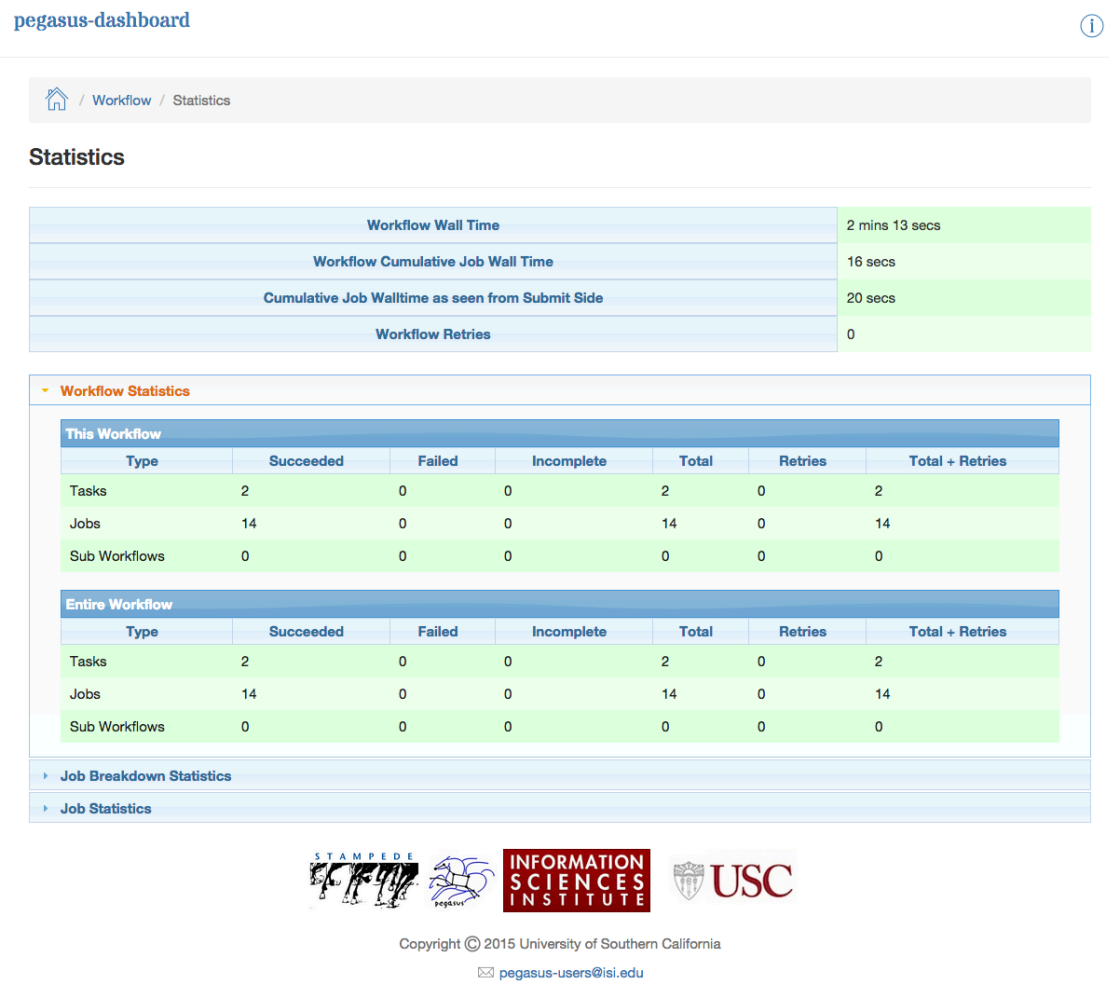 pegasus-dashboard
/ Workflow / Statistics
Statistics
Workflow Wall Time 2 mins 13 secs
Workflow Cumulative Job Wall Time 16 secs
Cumulative Job Walltime as seen from Submit Side 20 secs
Workflow Retries 0
Workflow Statistics
This Workflow
Type Succeeded Failed Incomplete Total Retries Total + Retries
Tasks 2 0 0 2 0 2
Jobs 14 0 0 14 0 14
Sub Workflows 0 0 0 0 0 0
Entire Workflow
Type Succeeded Failed Incomplete Total Retries Total + Retries
Tasks 2 0 0 2 0 2
Jobs 14 0 0 14 0 14
Sub Workflows 0 0 0 0 0 0
Job Breakdown Statistics
Job Statistics
STAMPEDE
pegasus
INFORMATION
SCIENCES
INSTITUTE
USC
Copyright © 2015 University of Southern California
pegasus-users@isi.edu